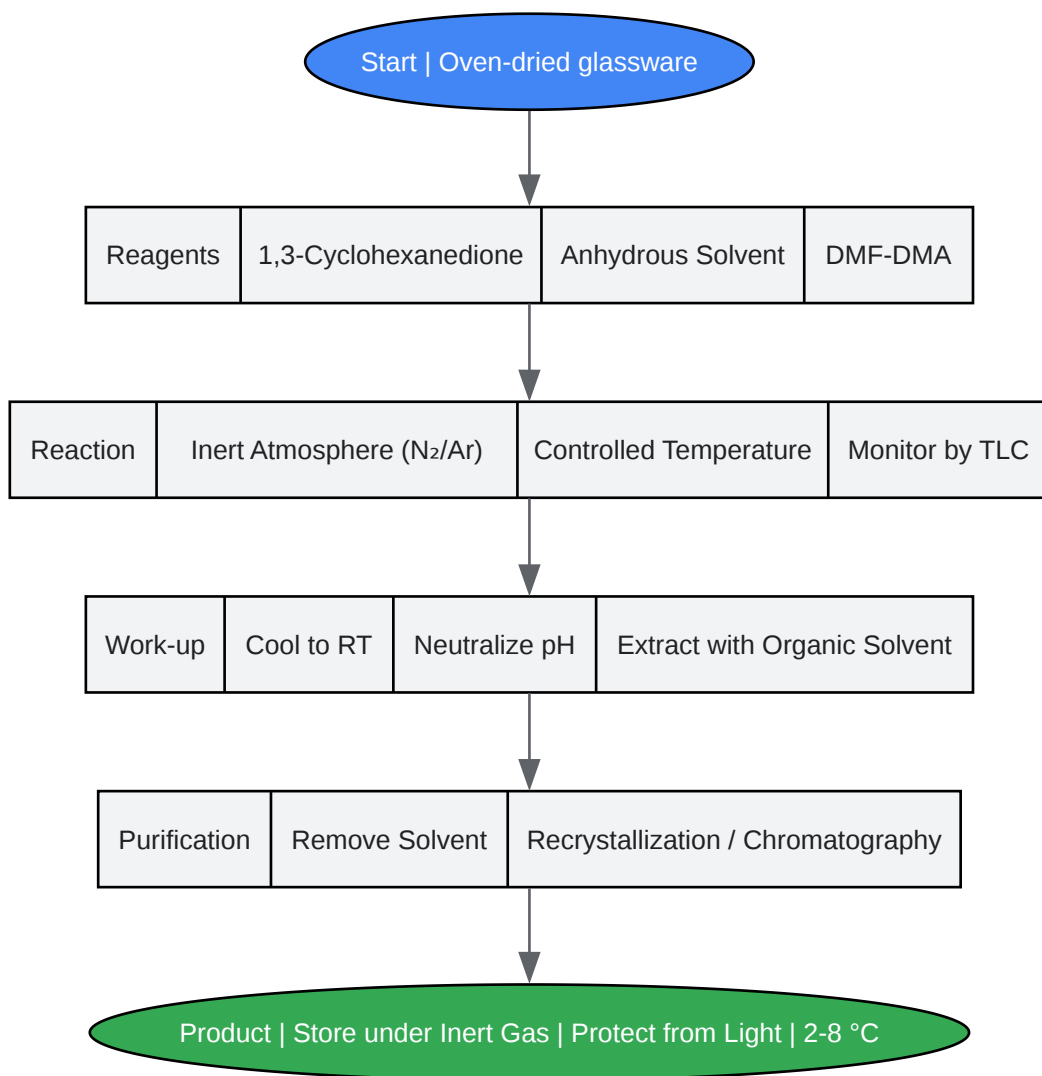 Start | Oven-dried glassware
Reagents 1,3-Cyclohexanedione Anhydrous Solvent DMF-DMA
Reaction Inert Atmosphere (N₂/Ar) Controlled Temperature Monitor by TLC
Work-up Cool to RT Neutralize pH Extract with Organic Solvent
Purification Remove Solvent Recrystallization / Chromatography
Product | Store under Inert Gas | Protect from Light | 2-8 °C